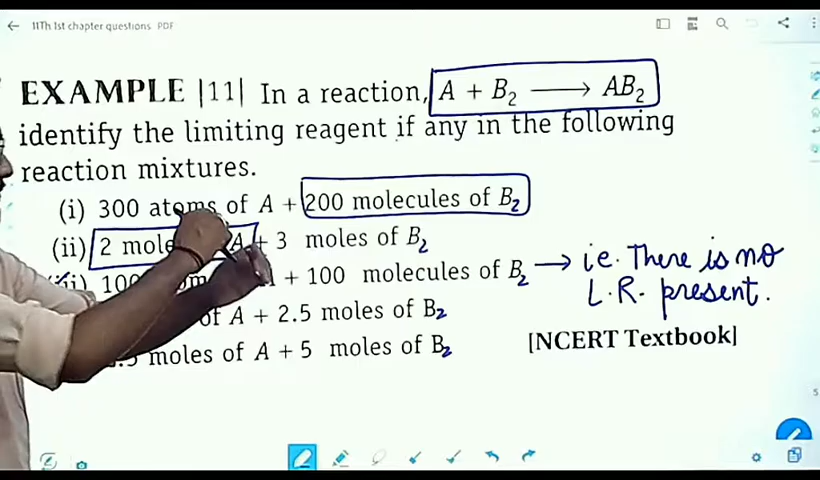 11Th 1st chapter questions PDF
EXAMPLE |11| In a reaction, A + B₂ ⟶ AB₂
identify the limiting reagent if any in the following
reaction mixtures.
(i) 300 atoms of A + 200 molecules of B₂
(ii) 2 mole A + 3 moles of B₂
100 + 100 molecules of B₂ → i.e. There is no
L.R. present.
of A + 2.5 moles of B₂
moles of A + 5 moles of B₂
[NCERT Textbook]